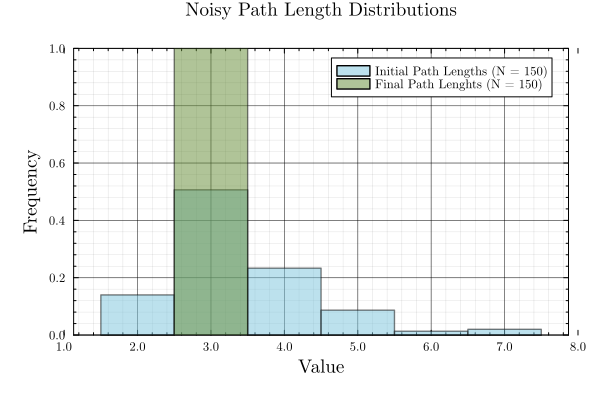 Noisy Path Length Distributions
Initial Path Lengths (N = 150)
Final Path Lenghts (N = 150)
Frequency
1.0
0.8
0.6
0.4
0.2
0.0
1.0 2.0 3.0 4.0 5.0 6.0 7.0 8.0
Value